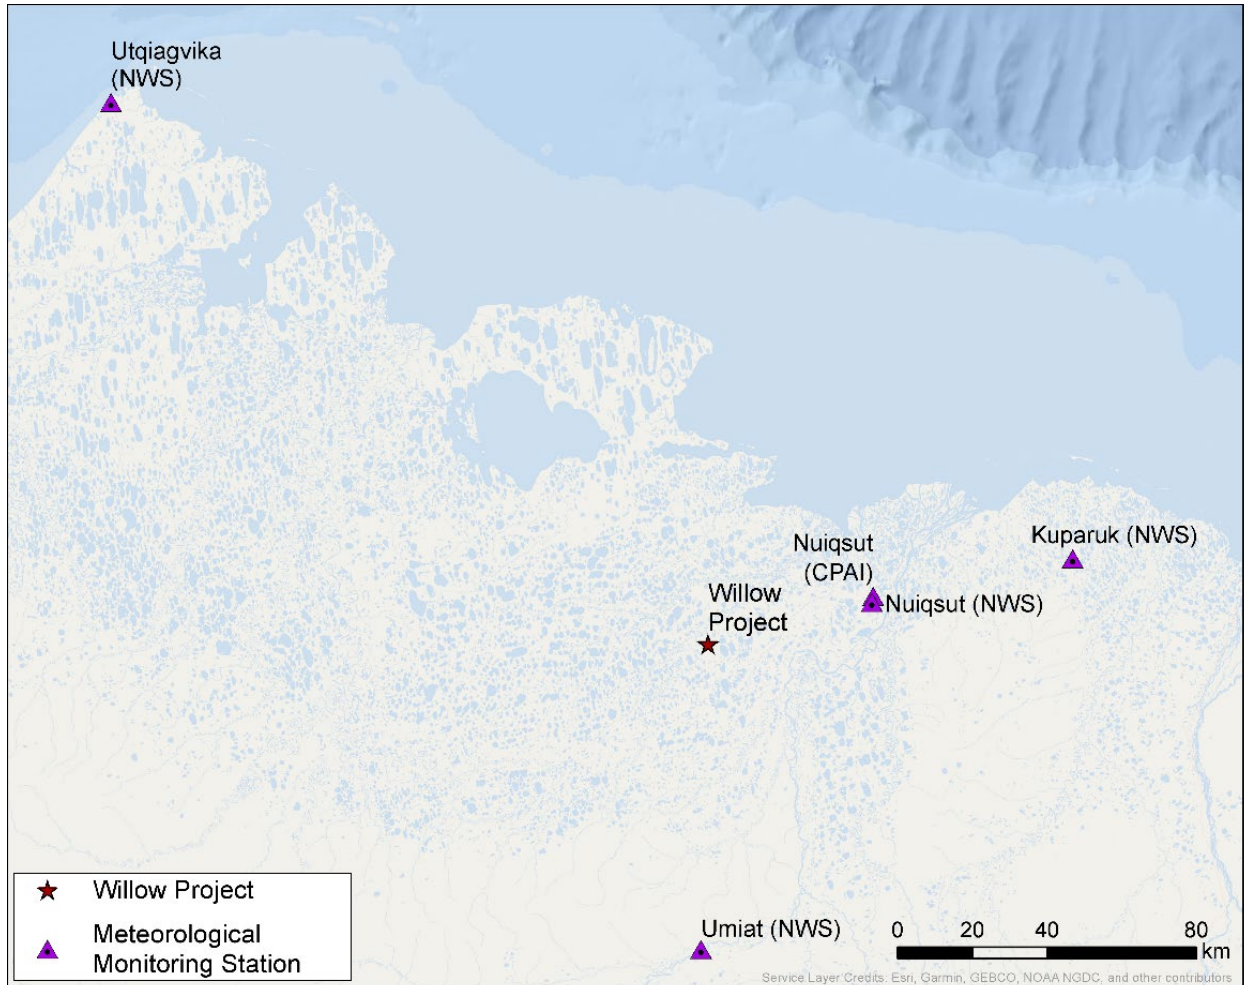 Utqiagvika
(NWS)
Kuparuk (NWS)
Nuiqsut
(CPAI)
Nuiqsut (NWS)
Willow
Project
Willow Project
Meteorological
Monitoring Station
Umiat (NWS)
0 20 40 80
km
Service Layer Credits: Esri, Garmin, GEBCO, NOAA NGDC, and other contributors